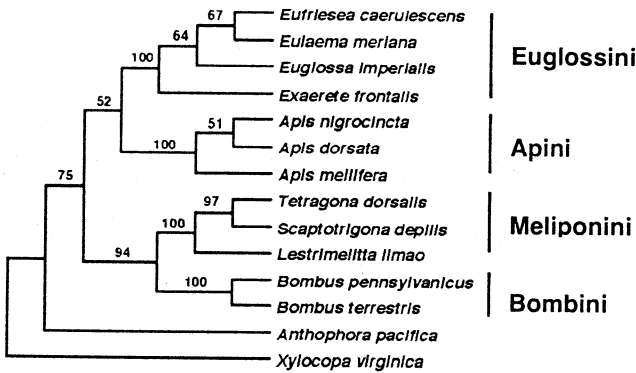 67
Eufriesea caerulescens
64
Eulaema meriana
Euglossini
100
Euglossa imperialis
52
Exaerete frontalis
51
Apis nigrocincta
100
Apis dorsata
Apini
75
Apis mellifera
97
Tetragona dorsalis
100
Scaptotrigona depilis
Meliponini
94
Lestrimelitta limao
100
Bombus pennsylvanicus
Bombus terrestris
Bombini
Anthophora pacifica
Xylocopa virginica